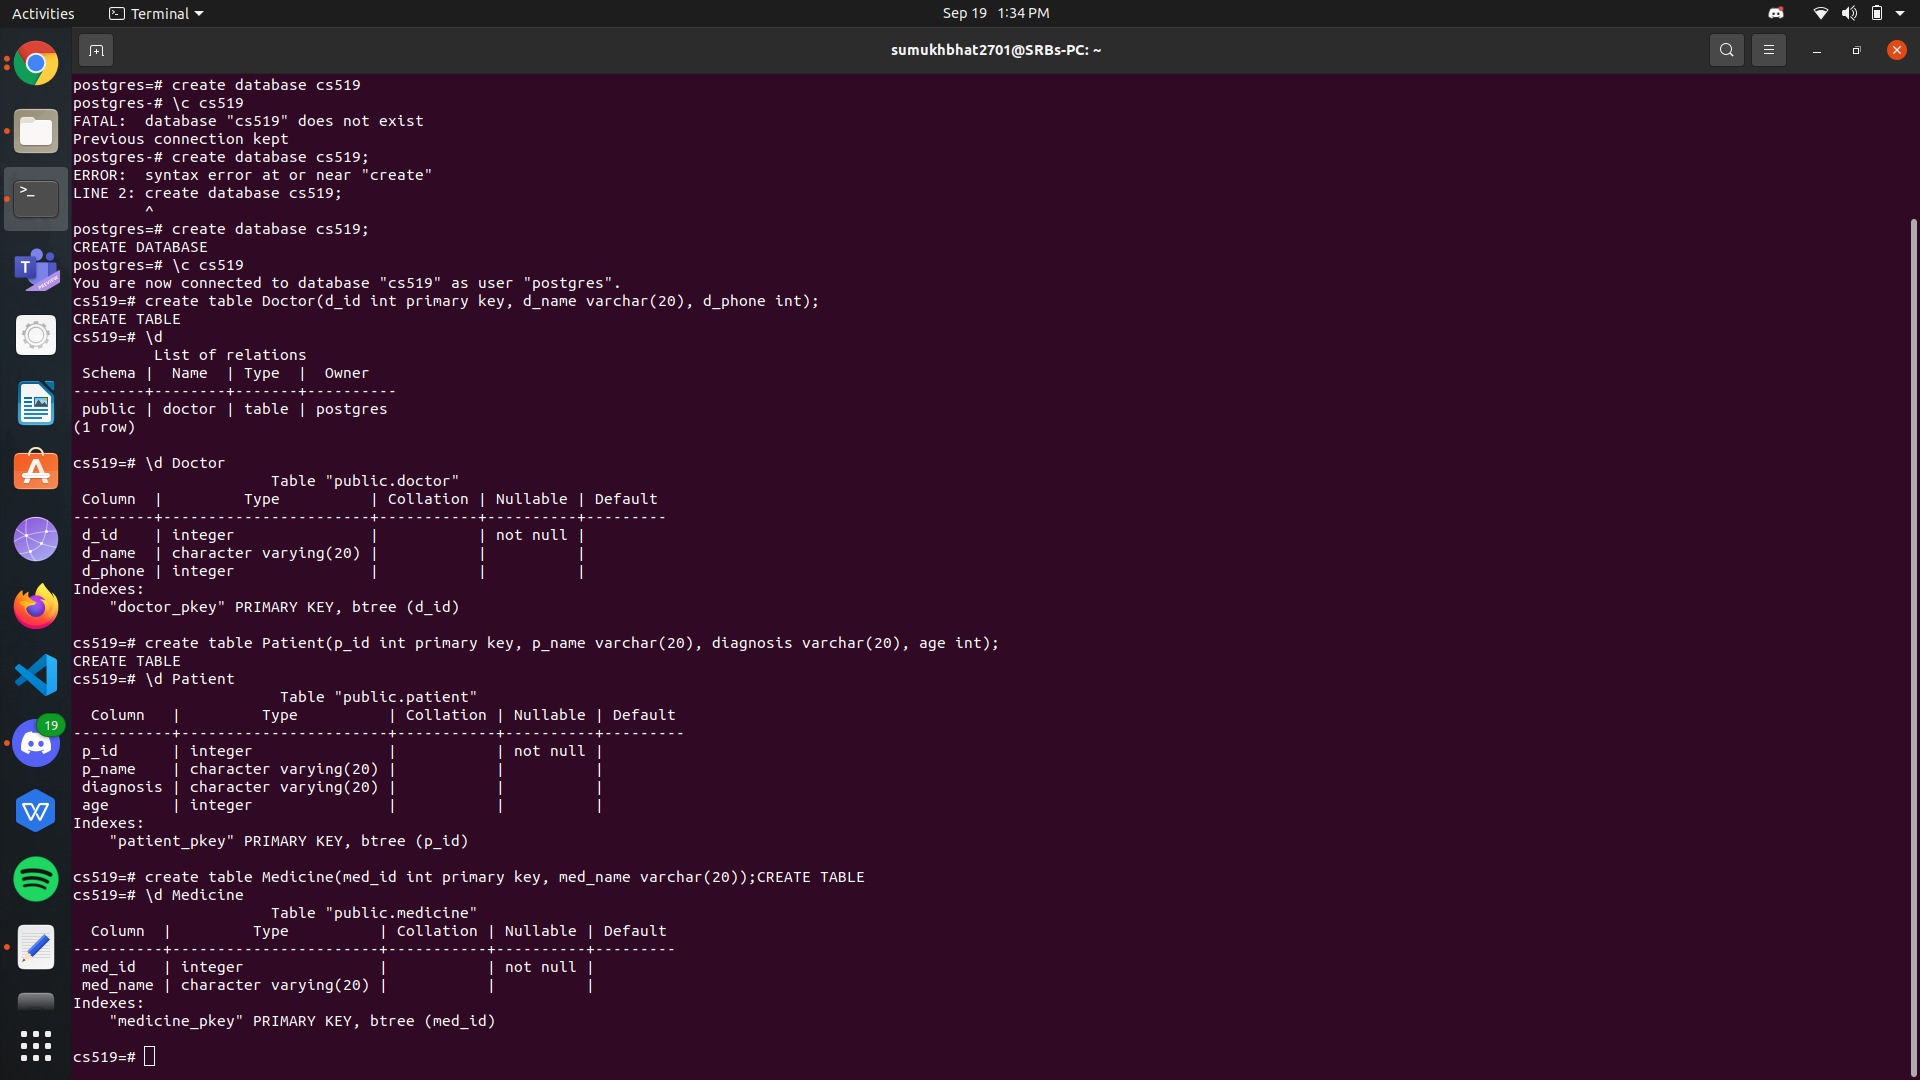 Activities
Terminal
Sep 19 1:34 PM
sumukhbhat2701@SRBs-PC: ~
postgres=# create database cs519
postgres-# \c cs519
FATAL:  database "cs519" does not exist
Previous connection kept
postgres-# create database cs519;
ERROR:  syntax error at or near "create"
LINE 2: create database cs519;
        ^
postgres=# create database cs519;
CREATE DATABASE
postgres=# \c cs519
You are now connected to database "cs519" as user "postgres".
cs519=# create table Doctor(d_id int primary key, d_name varchar(20), d_phone int);
CREATE TABLE
cs519=# \d
         List of relations
 Schema |  Name  | Type  |  Owner
--------+--------+-------+----------
 public | doctor | table | postgres
(1 row)
cs519=# \d Doctor
                      Table "public.doctor"
 Column  |         Type          | Collation | Nullable | Default
---------+-----------------------+-----------+----------+---------
 d_id    | integer               |           | not null |
 d_name  | character varying(20) |           |          |
 d_phone | integer               |           |          |
Indexes:
    "doctor_pkey" PRIMARY KEY, btree (d_id)
cs519=# create table Patient(p_id int primary key, p_name varchar(20), diagnosis varchar(20), age int);
CREATE TABLE
cs519=# \d Patient
                       Table "public.patient"
  Column   |         Type          | Collation | Nullable | Default
-----------+-----------------------+-----------+----------+---------
 p_id      | integer               |           | not null |
 p_name    | character varying(20) |           |          |
 diagnosis | character varying(20) |           |          |
 age       | integer               |           |          |
Indexes:
    "patient_pkey" PRIMARY KEY, btree (p_id)
cs519=# create table Medicine(med_id int primary key, med_name varchar(20));CREATE TABLE
cs519=# \d Medicine
                      Table "public.medicine"
  Column  |         Type          | Collation | Nullable | Default
----------+-----------------------+-----------+----------+---------
 med_id   | integer               |           | not null |
 med_name | character varying(20) |           |          |
Indexes:
    "medicine_pkey" PRIMARY KEY, btree (med_id)
cs519=#
19